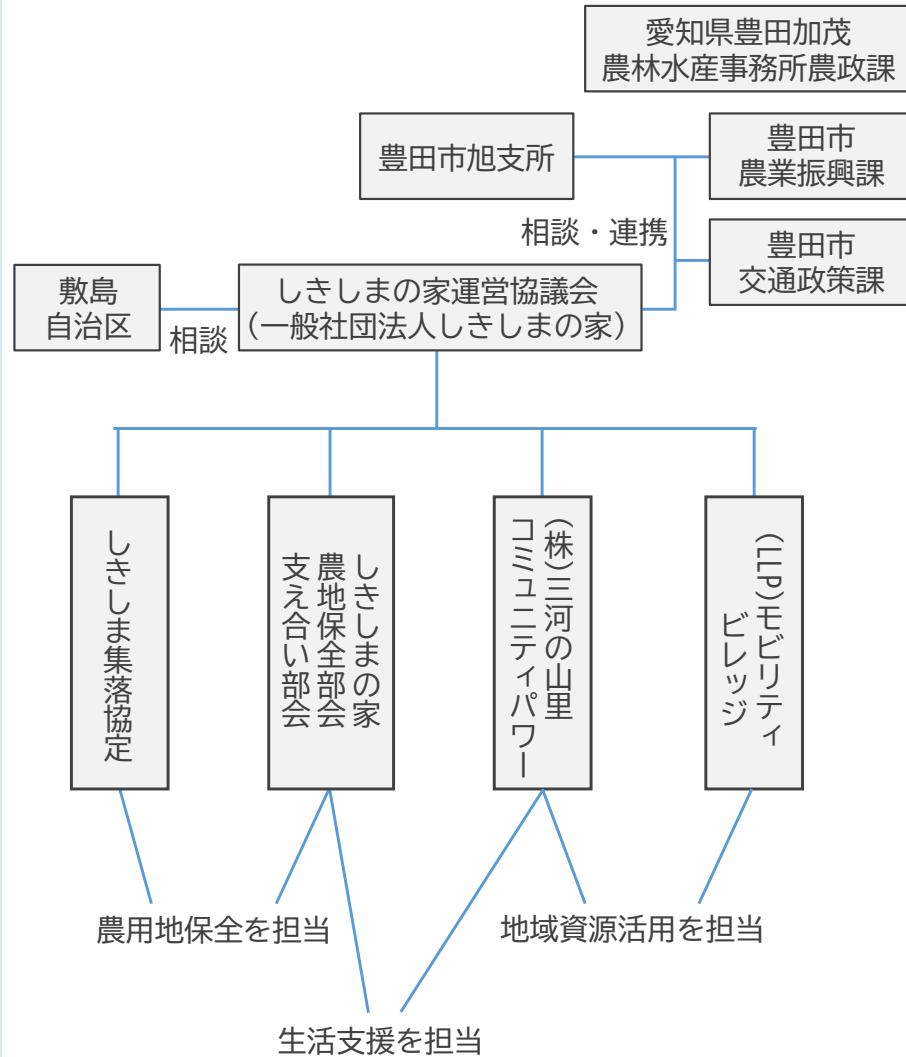 愛知県豊田加茂
農林水産事務所農政課
豊田市旭支所
豊田市
農業振興課
相談・連携
豊田市
交通政策課
敷島
自治区
相談
しきしまの家運営協議会
(一般社団法人しきしまの家)
しきしま集落協定
しきしまの家
農地保全部会
支え合い部会
(株)三河の山里
コミュニティパワー
(LLP)モビリティ
ビレッジ
農用地保全を担当
地域資源活用を担当
生活支援を担当